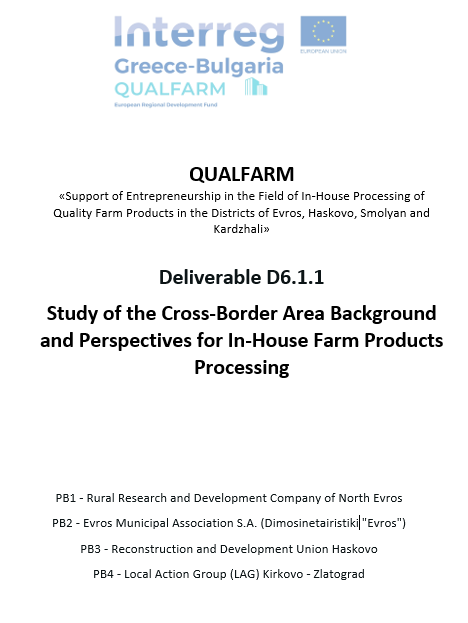 Interreg
EUROPEAN UNION
Greece-Bulgaria
QUALFARM
European Regional Development Fund
QUALFARM
«Support of Entrepreneurship in the Field of In-House Processing of
Quality Farm Products in the Districts of Evros, Haskovo, Smolyan and
Kardzhali»
Deliverable D6.1.1
Study of the Cross-Border Area Background
and Perspectives for In-House Farm Products
Processing
PB1 - Rural Research and Development Company of North Evros
PB2 - Evros Municipal Association S.A. (Dimosinetairistiki "Evros")
PB3 - Reconstruction and Development Union Haskovo
PB4 - Local Action Group (LAG) Kirkovo - Zlatograd